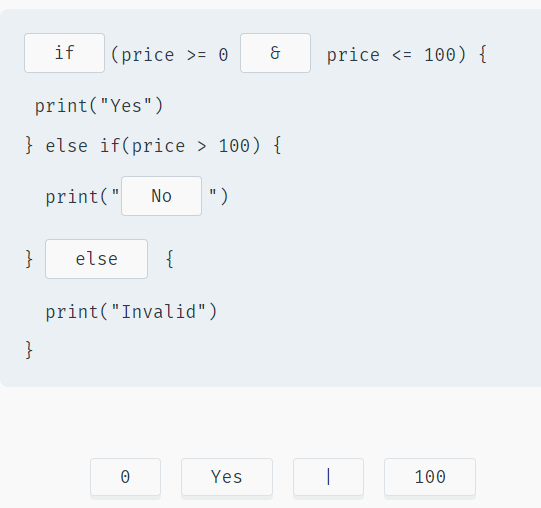 if (price >= 0 & price <= 100) {
print("Yes")
} else if(price > 100) {
print("No")
} else {
print("Invalid")
}
0 Yes | 100